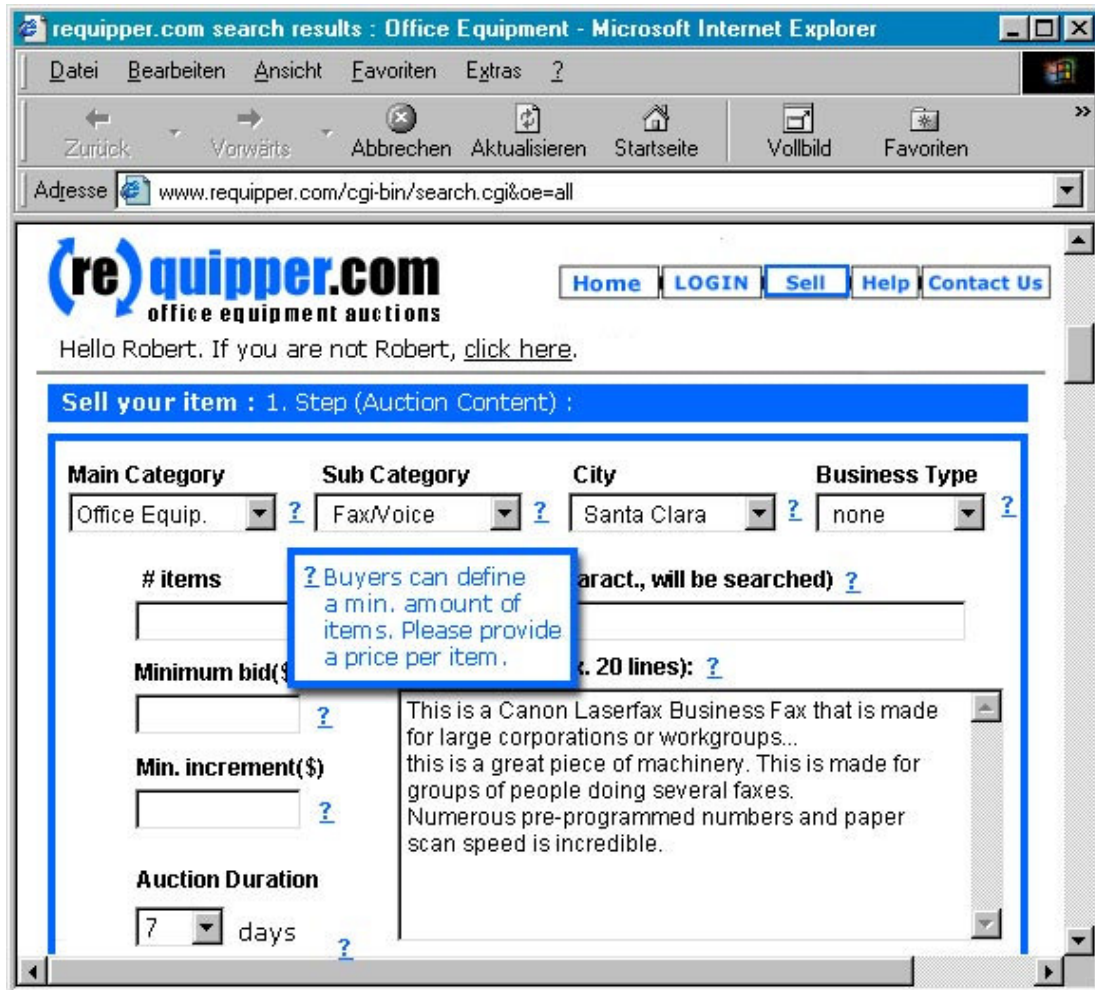 requipper.com search results : Office Equipment - Microsoft Internet Explorer
Datei Bearbeiten Ansicht Favoriten Extras ?
Zurück Vorwärts Abbrechen Aktualisieren Startseite Vollbild Favoriten »
Adresse www.requipper.com/cgi-bin/search.cgi&oe=all
(re)quipper.com
office equipment auctions
Home LOGIN Sell Help Contact Us
Hello Robert. If you are not Robert, click here.
Sell your item : 1. Step (Auction Content) :
Main Category Sub Category City Business Type
Office Equip. ? Fax/Voice ? Santa Clara ? none ?
# items
? Buyers can define
a min. amount of
items. Please provide
a price per item.
aract., will be searched) ?
Minimum bid($
. 20 lines): ?
?
Min. increment($)
?
Auction Duration
7 days ?
This is a Canon Laserfax Business Fax that is made
for large corporations or workgroups...
this is a great piece of machinery. This is made for
groups of people doing several faxes.
Numerous pre-programmed numbers and paper
scan speed is incredible.